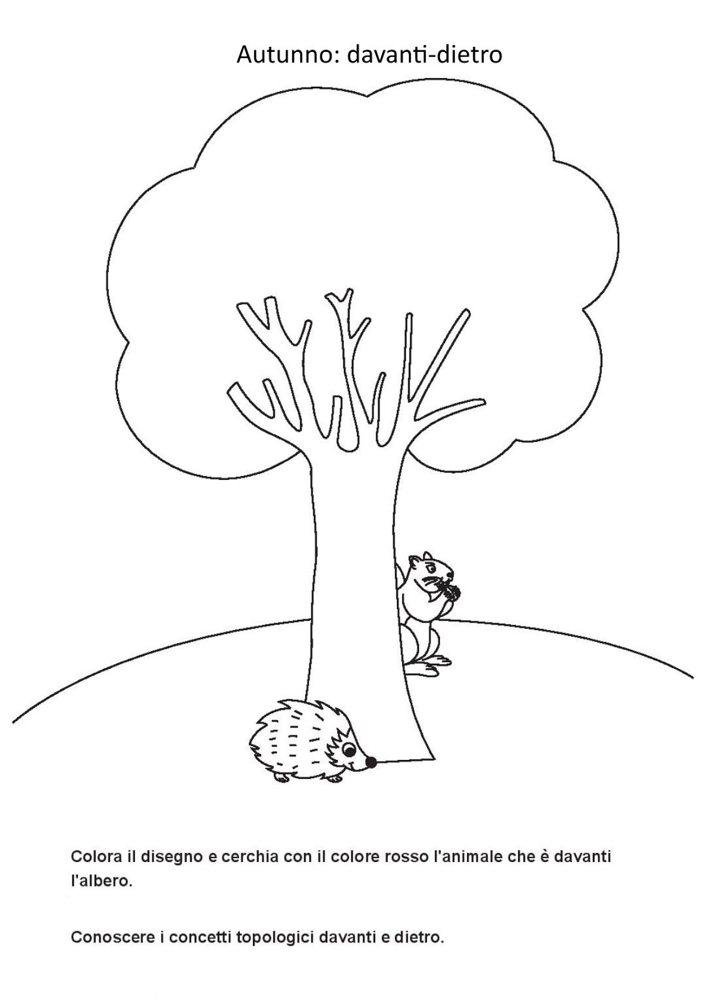 Autunno: davanti-dietro
Colora il disegno e cerchia con il colore rosso l'animale che è davanti
l'albero.
Conoscere i concetti topologici davanti e dietro.